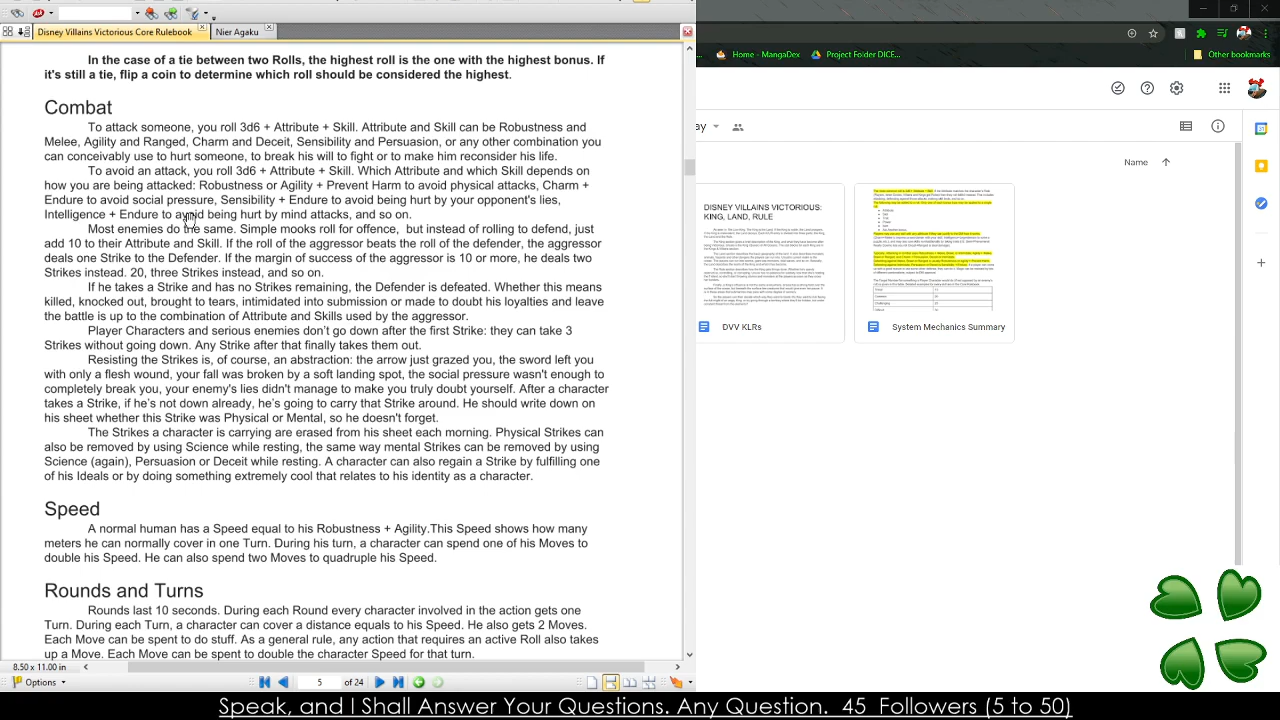 Disney Villains Victorious Core Rulebook
Nier Agaku
In the case of a tie between two Rolls, the highest roll is the one with the highest bonus. If
it's still a tie, flip a coin to determine which roll should be considered the highest.
Combat
To attack someone, you roll 3d6 + Attribute + Skill. Attribute and Skill can be Robustness and
Melee, Agility and Ranged, Charm and Deceit, Sensibility and Persuasion, or any other combination you
can conceivably use to hurt someone, to break his will to fight or to make him reconsider his life.
To avoid an attack, you roll 3d6 + Attribute + Skill. Which Attribute and which Skill depends on
how you are being attacked: Robustness or Agility + Prevent Harm to avoid physical attacks, Charm +
Endure to avoid social pressure, Sensibility + Endure to avoid being hurt by your opponent's lies,
Intelligence + Endure to avoid being hurt by mind attacks, and so on.
Most enemies do the same. Simple mooks roll for offence, but instead of rolling to defend, just
add 10 to their Attribute and Skill. If the roll of the aggressor beats the roll of the defender, the aggressor
deals one Strike to the Defender. If the margin of success of the aggressor is 10 or more, he deals two
Strikes instead. 20, three Strikes instead, and so on.
If he takes a Strike and has no Strikes remaining, the Defender is defeated. Whether this means
killed, knocked out, brought to tears, intimidated into submission or made to doubt his loyalties and leave
the battle is up to the combination of Attribute and Skills used by the aggressor.
Player Characters and serious enemies don't go down after the first Strike: they can take 3
Strikes without going down. Any Strike after that finally takes them out.
Resisting the Strikes is, of course, an abstraction: the arrow just grazed you, the sword left you
with only a flesh wound, your fall was broken by a soft landing spot, the social pressure wasn't enough to
completely break you, your enemy's lies didn't manage to make you truly doubt yourself. After a character
takes a Strike, if he's not down already, he's going to carry that Strike around. He should write down on
his sheet whether this Strike was Physical or Mental, so he doesn't forget.
The Strikes a character is carrying are erased from his sheet each morning. Physical Strikes can
also be removed by using Science while resting, the same way mental Strikes can be removed by using
Science (again), Persuasion or Deceit while resting. A character can also regain a Strike by fulfilling one
of his Ideals or by doing something extremely cool that relates to his identity as a character.
Speed
A normal human has a Speed equal to his Robustness + Agility.This Speed shows how many
meters he can normally cover in one Turn. During his turn, a character can spend one of his Moves to
double his Speed. He can also spend two Moves to quadruple his Speed.
Rounds and Turns
Rounds last 10 seconds. During each Round every character involved in the action gets one
Turn. During each Turn, a character can cover a distance equals to his Speed. He also gets 2 Moves.
Each Move can be spent to do stuff. As a general rule, any action that requires an active Roll also takes
up a Move. Each Move can be spent to double the character Speed for that turn.
8.50 x 11.00 in
Options
5
of 24
Home - MangaDex
Project Folder DICE...
Other bookmarks
ay
Name
DISNEY VILLAINS VICTORIOUS:
KING, LAND, RULE
DVV KLRs
System Mechanics Summary
Speak, and I Shall Answer Your Questions. Any Question. 45 Followers (5 to 50)